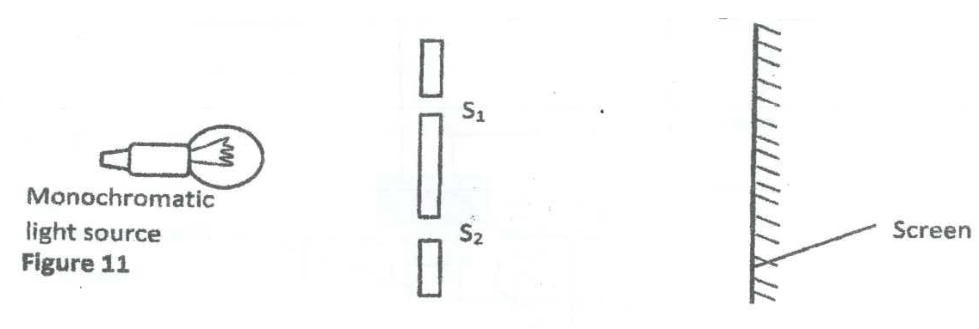 S₁
Monochromatic
light source
S₂
Screen
Figure 11